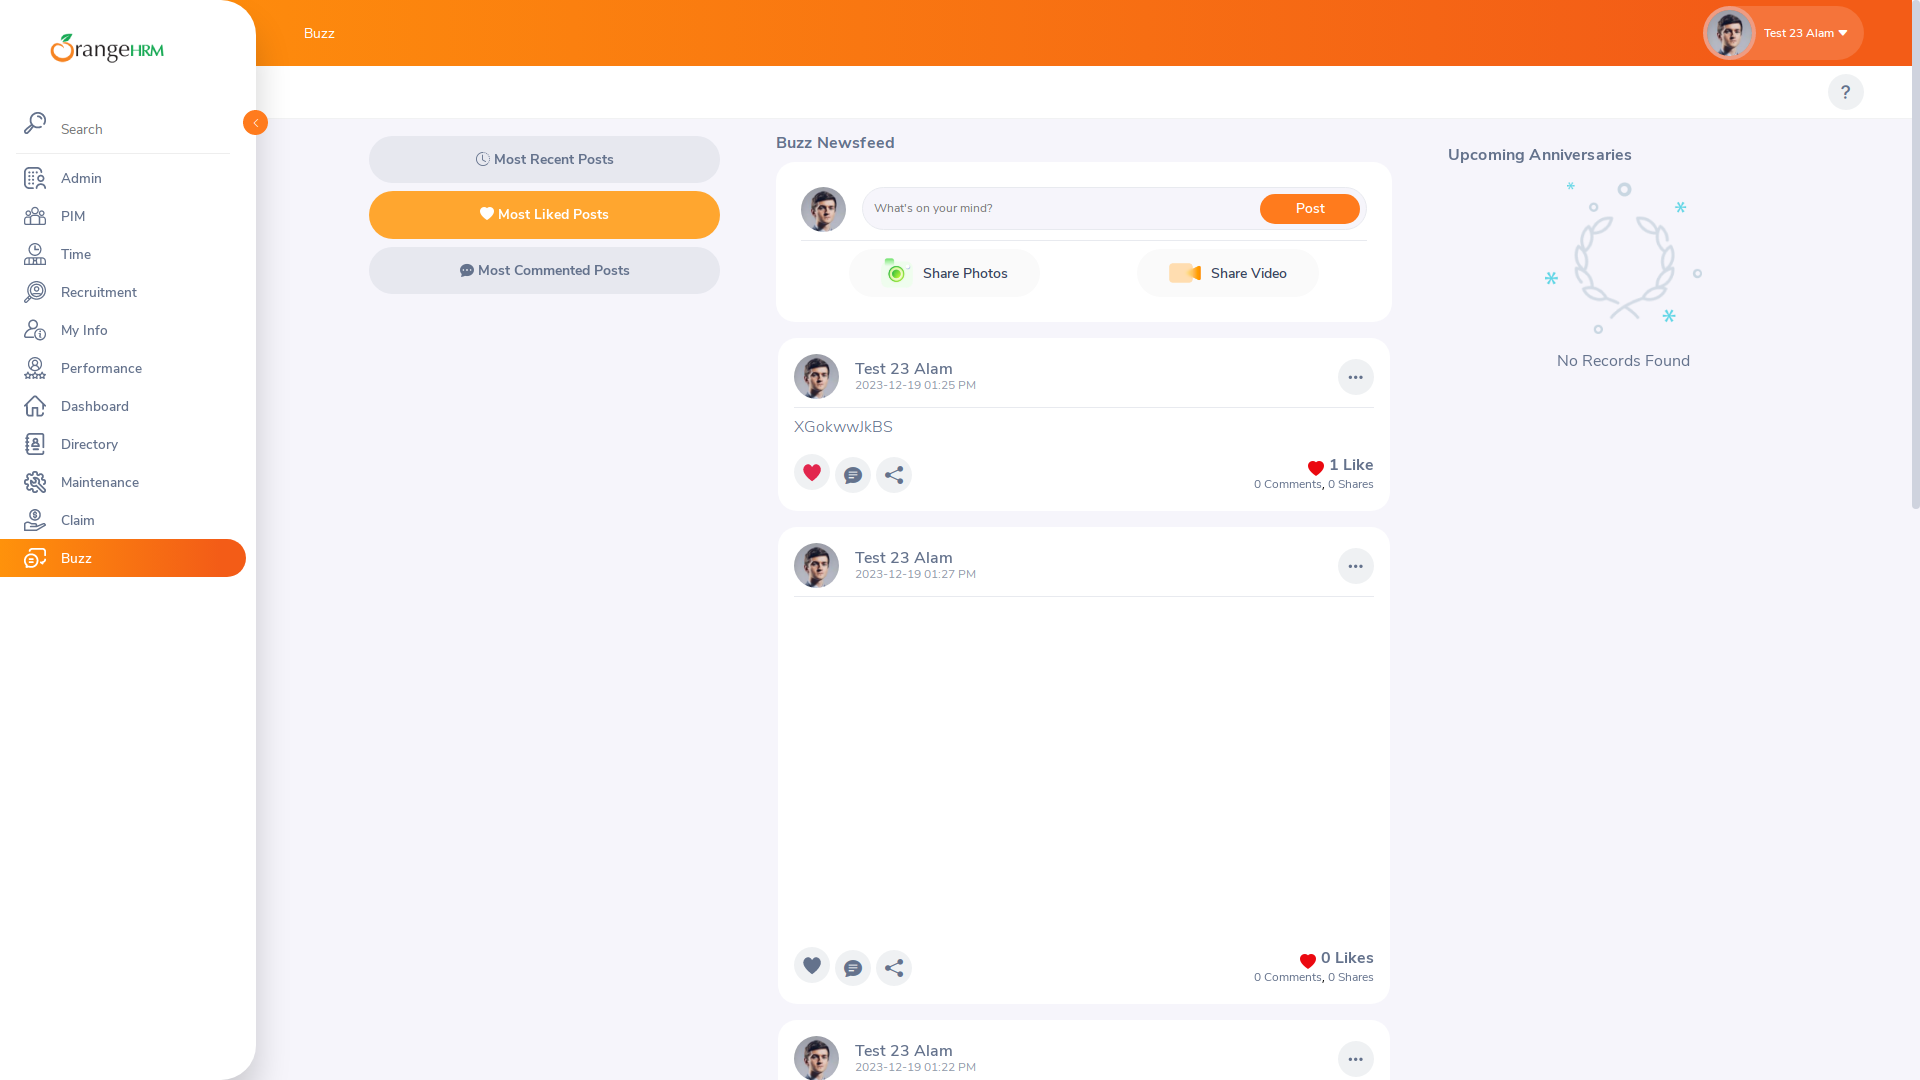 OrangeHRM
Search
Admin
PIM
Time
Recruitment
My Info
Performance
Dashboard
Directory
Maintenance
Claim
Buzz
Buzz
Test 23 Alam
?
Most Recent Posts
Most Liked Posts
Most Commented Posts
Buzz Newsfeed
What's on your mind?
Post
Share Photos
Share Video
Test 23 Alam
2023-12-19 01:25 PM
XGokwwJkBS
1 Like
0 Comments, 0 Shares
Test 23 Alam
2023-12-19 01:27 PM
0 Likes
0 Comments, 0 Shares
Test 23 Alam
2023-12-19 01:22 PM
Upcoming Anniversaries
No Records Found